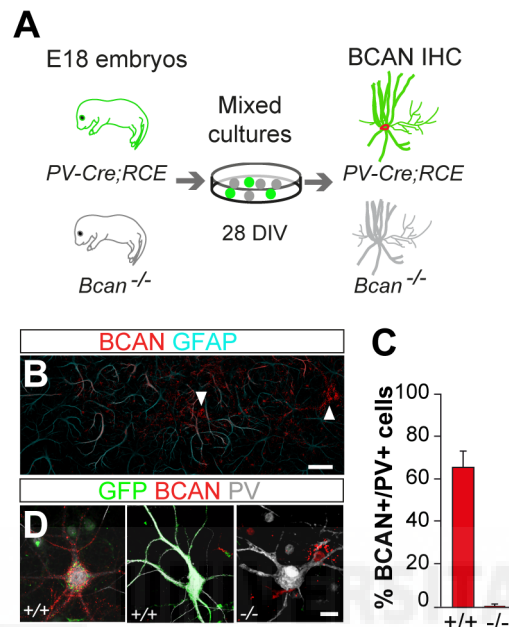 A
E18 embryos
BCAN IHC
Mixed
cultures
PV-Cre;RCE
PV-Cre;RCE
28 DIV
Bcan -/-
Bcan -/-
BCAN GFAP
B
C
% BCAN+/PV+ cells
100
80
60
40
20
0
+/+ -/-
GFP BCAN PV
D
+/+
+/+
-/-